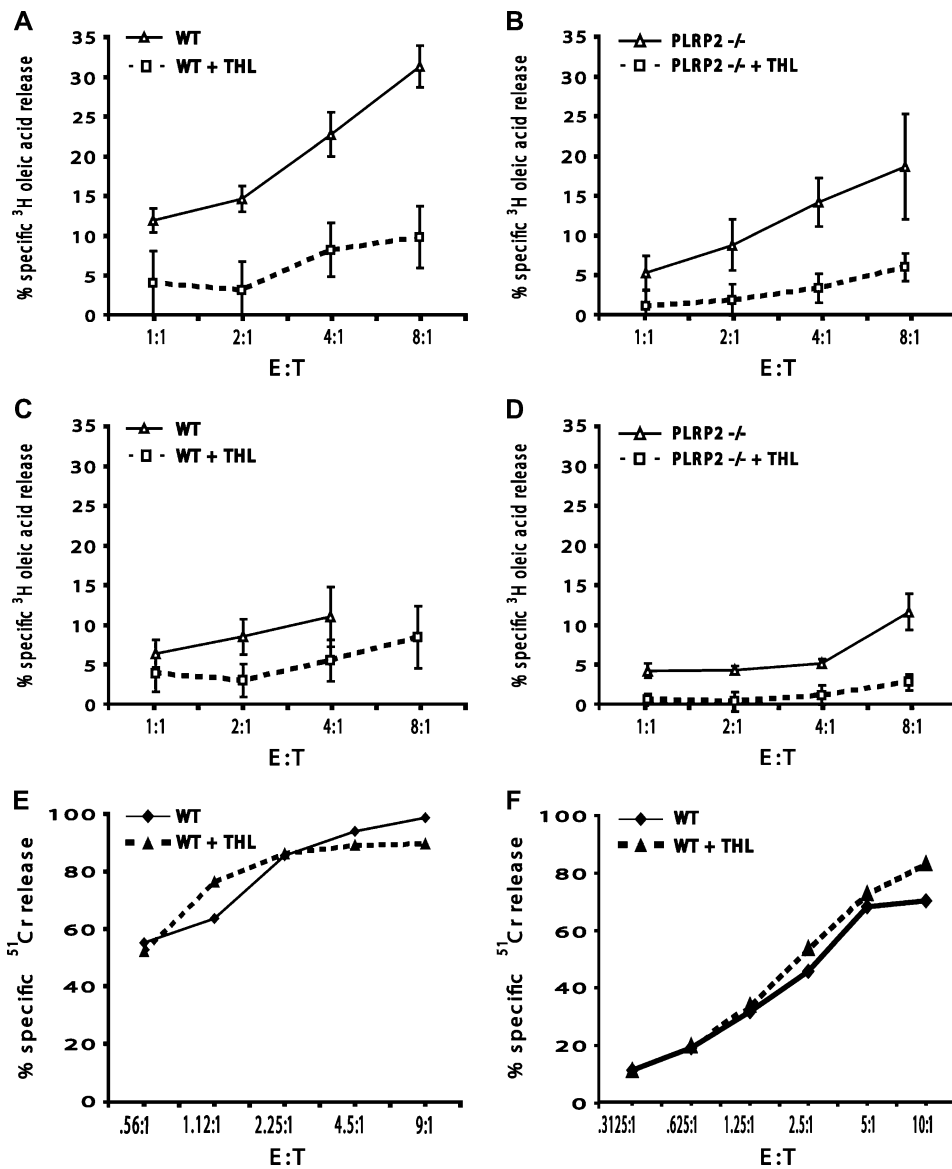 A
WT
WT + THL
% specific ³H oleic acid release
35
30
25
20
15
10
5
0
1:1 2:1 4:1 8:1
E:T
B
PLRP2 -/-
PLRP2 -/- + THL
% specific ³H oleic acid release
35
30
25
20
15
10
5
0
1:1 2:1 4:1 8:1
E:T
C
WT
WT + THL
% specific ³H oleic acid release
35
30
25
20
15
10
5
0
1:1 2:1 4:1 8:1
E:T
D
PLRP2 -/-
PLRP2 -/- + THL
% specific ³H oleic acid release
35
30
25
20
15
10
5
0
1:1 2:1 4:1 8:1
E:T
E
WT
WT + THL
% specific ⁵¹Cr release
100
80
60
40
20
0
.56:1 1.12:1 2.25:1 4.5:1 9:1
E:T
F
WT
WT + THL
% specific ⁵¹Cr release
100
80
60
40
20
0
.3125:1 .625:1 1.25:1 2.5:1 5:1 10:1
E:T